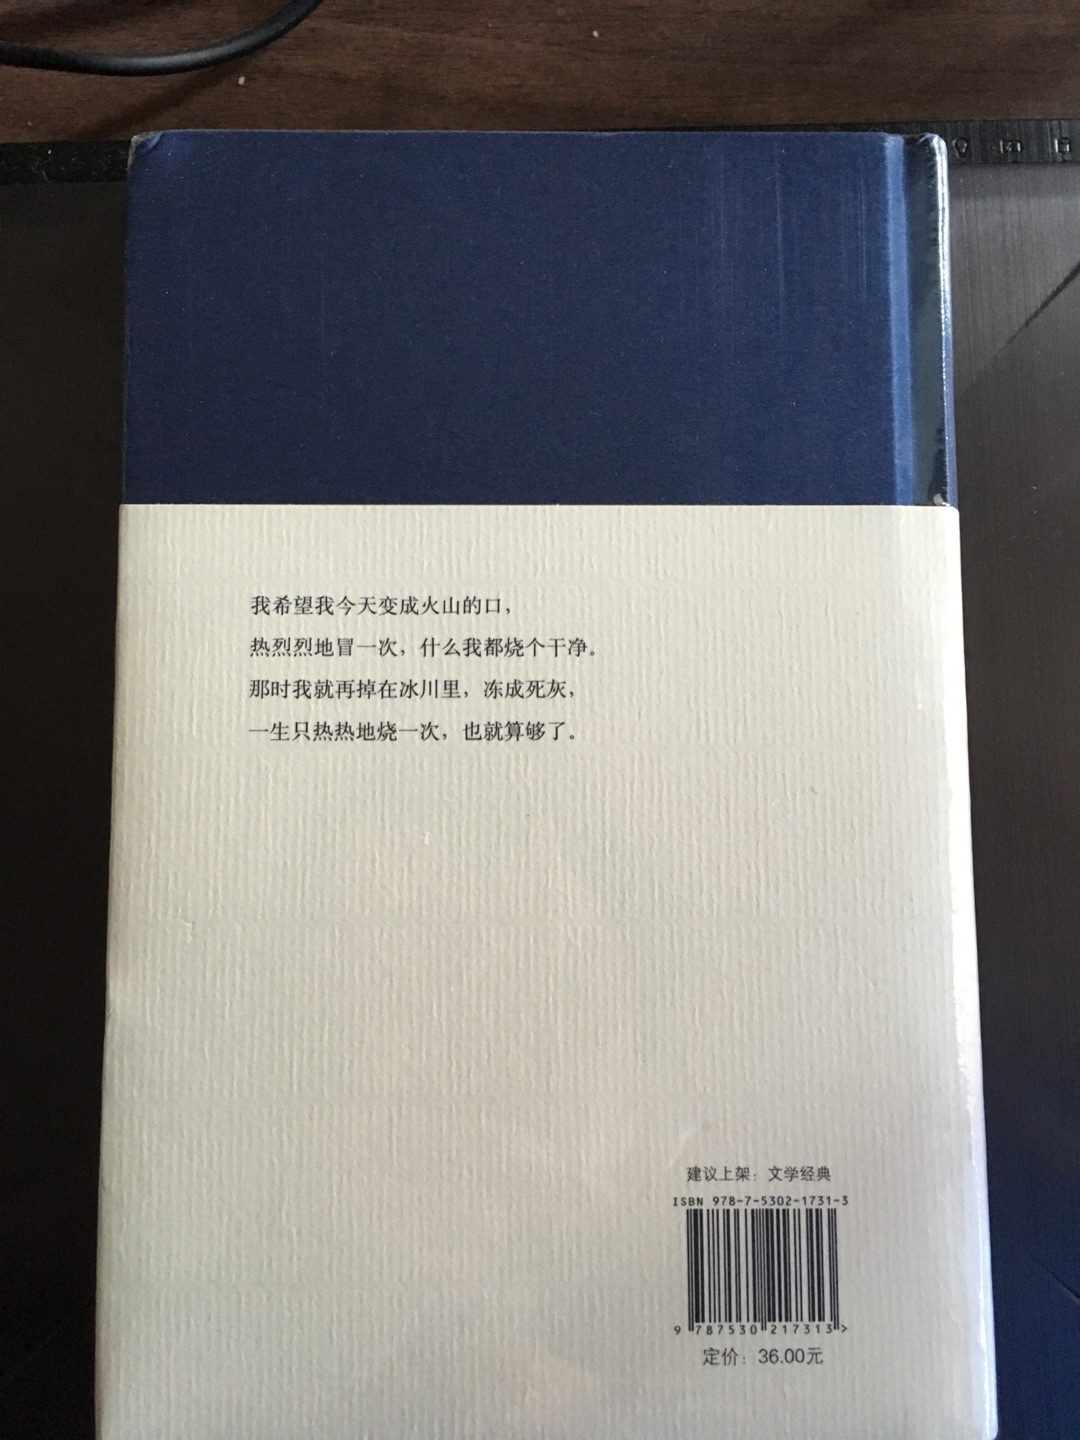 我希望我今天变成火山的口，
热烈烈地冒一次，什么我都烧个干净。
那时我就再掉在冰川里，冻成死灰，
一生只热热地烧一次，也就算够了。
建议上架：文学经典
ISBN 978-7-5302-1731-3
9 787530 217313 >
定价：36.00元